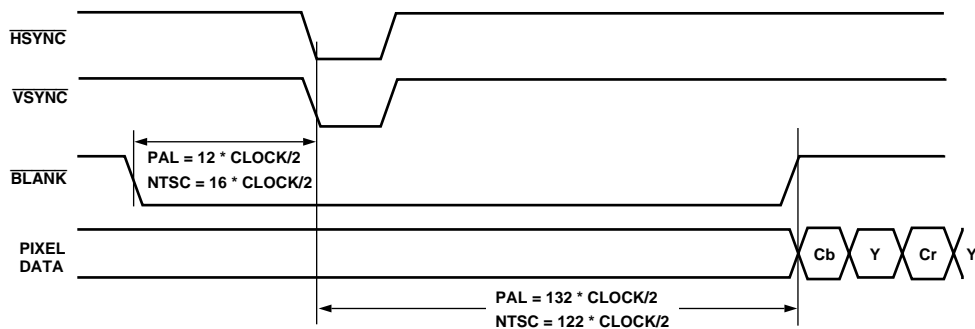 HSYNC
VSYNC
PAL = 12 * CLOCK/2
NTSC = 16 * CLOCK/2
BLANK
PIXEL
DATA
Cb
Y
Cr
Y
PAL = 132 * CLOCK/2
NTSC = 122 * CLOCK/2